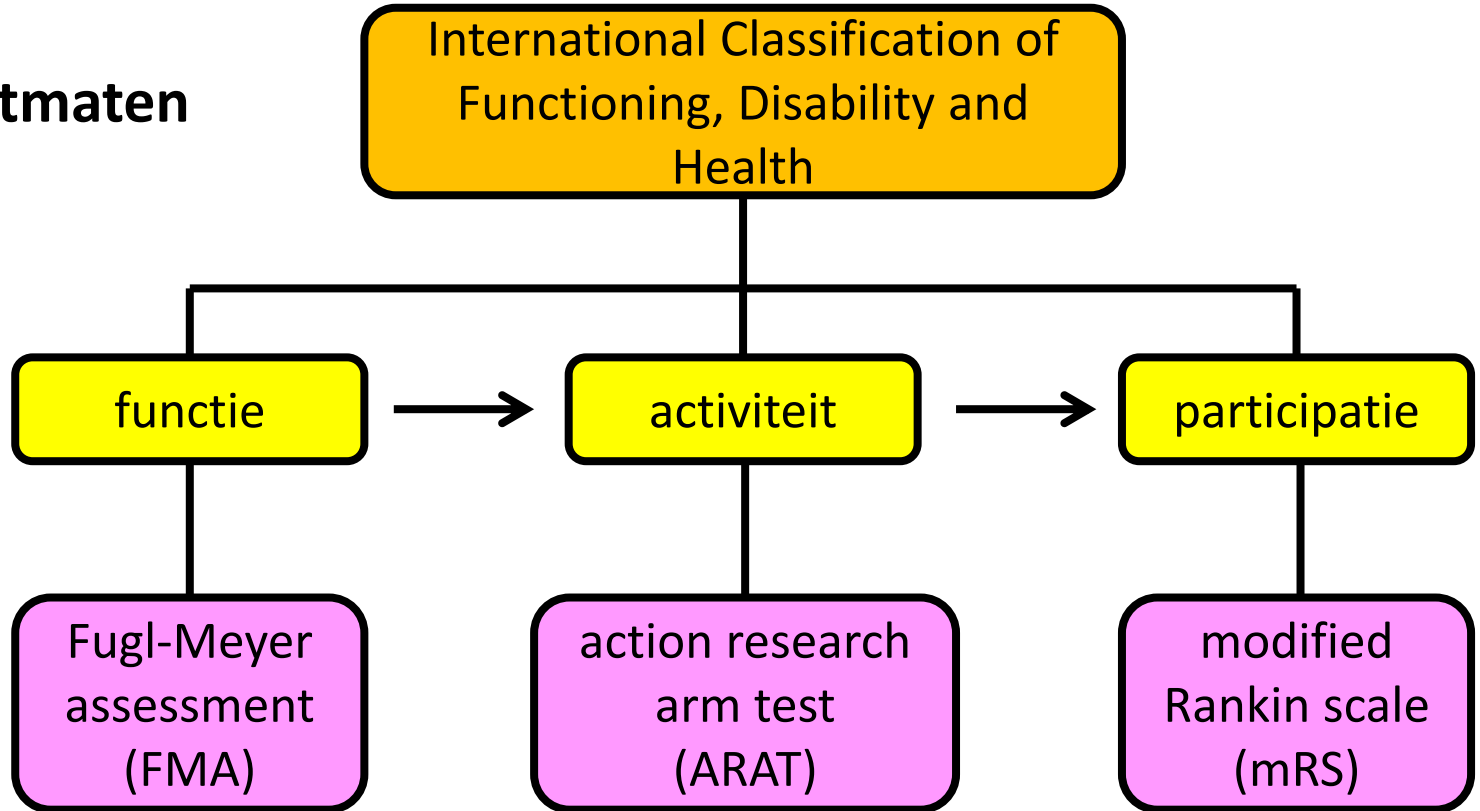 tmaten
International Classification of
Functioning, Disability and
Health
functie
activiteit
participatie
Fugl-Meyer
assessment
(FMA)
action research
arm test
(ARAT)
modified
Rankin scale
(mRS)